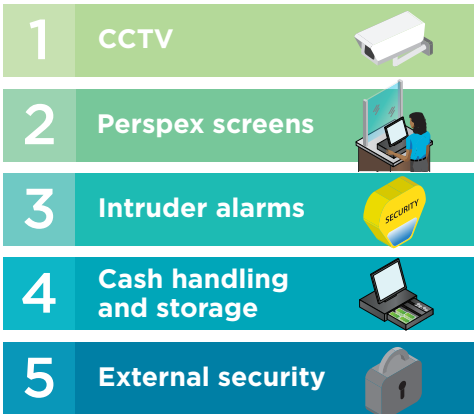 1 CCTV
2 Perspex screens
3 Intruder alarms
SECURITY
4 Cash handling
and storage
5 External security